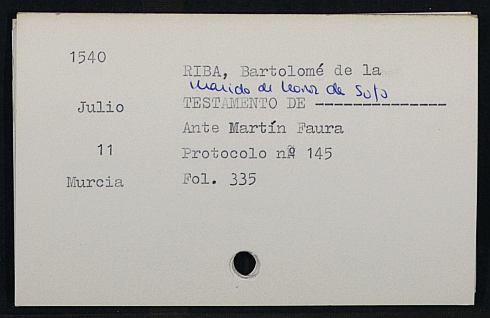 1540
RIBA, Bartolomé de la
Marido de Leonor de Soto
Julio TESTAMENTO DE --------------
Ante Martín Faura
11 Protocolo nº 145
Murcia Fol. 335